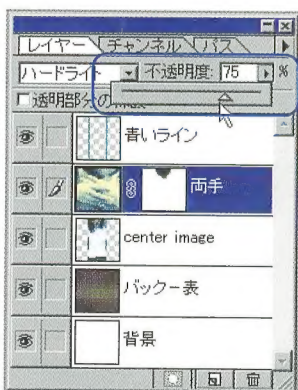 レイヤー チャンネル パス
ハードライト 不透明度: 75 %
透明部分の
青いライン
両手
center image
バック一表
背景